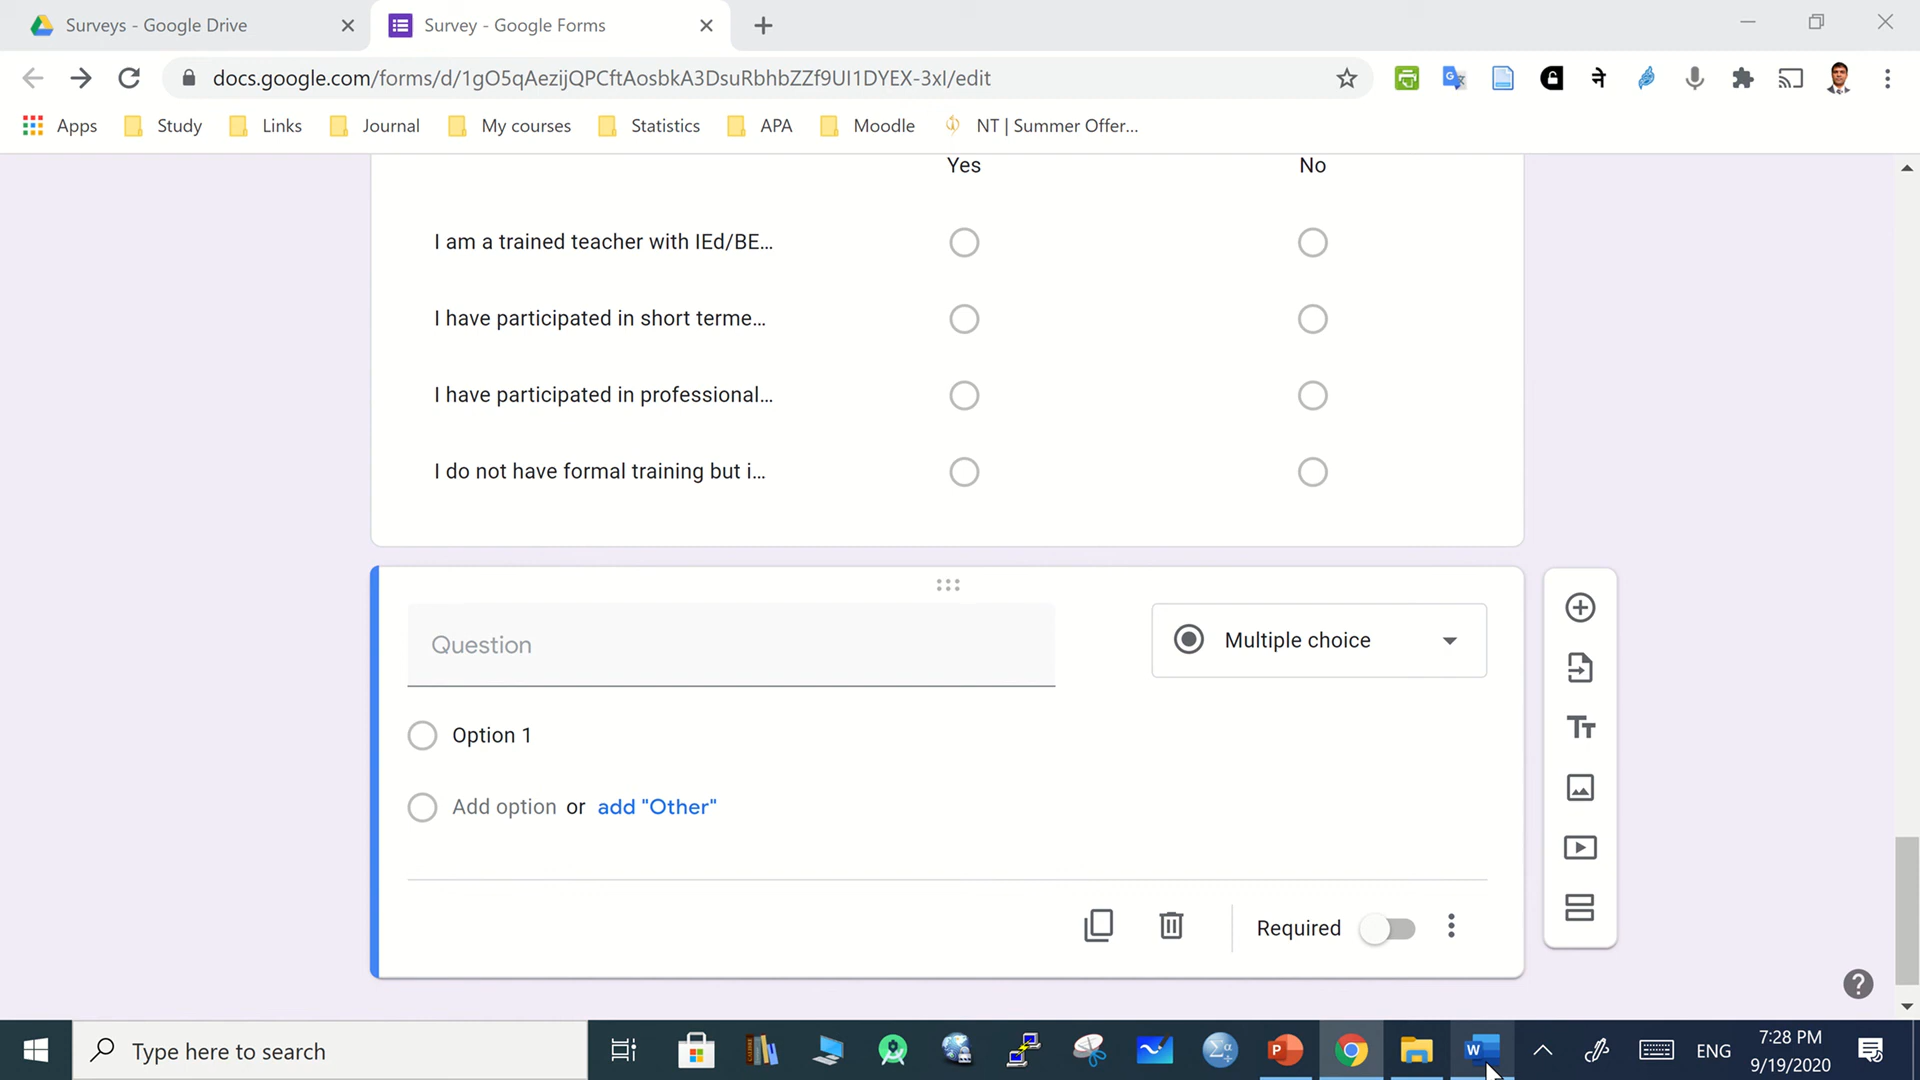 Surveys - Google Drive
Survey - Google Forms
docs.google.com/forms/d/1gO5qAezijQPCftAosbkA3DsuRbhbZZf9UI1DYEX-3xI/edit
ने
Apps Study Links Journal My courses Statistics APA Moodle NT | Summer Offer...
Yes No
I am a trained teacher with IEd/BE...
I have participated in short terme...
I have participated in professional...
I do not have formal training but i...
Question
Multiple choice
Option 1
Add option or add "Other"
Required
Type here to search
ENG
7:28 PM
9/19/2020